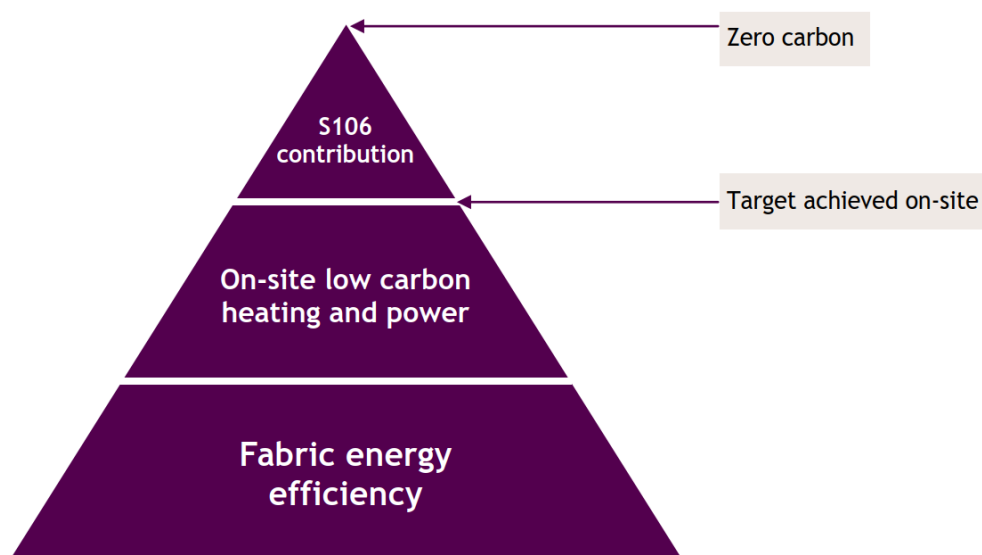 Zero carbon
S106
contribution
Target achieved on-site
On-site low carbon
heating and power
Fabric energy
efficiency